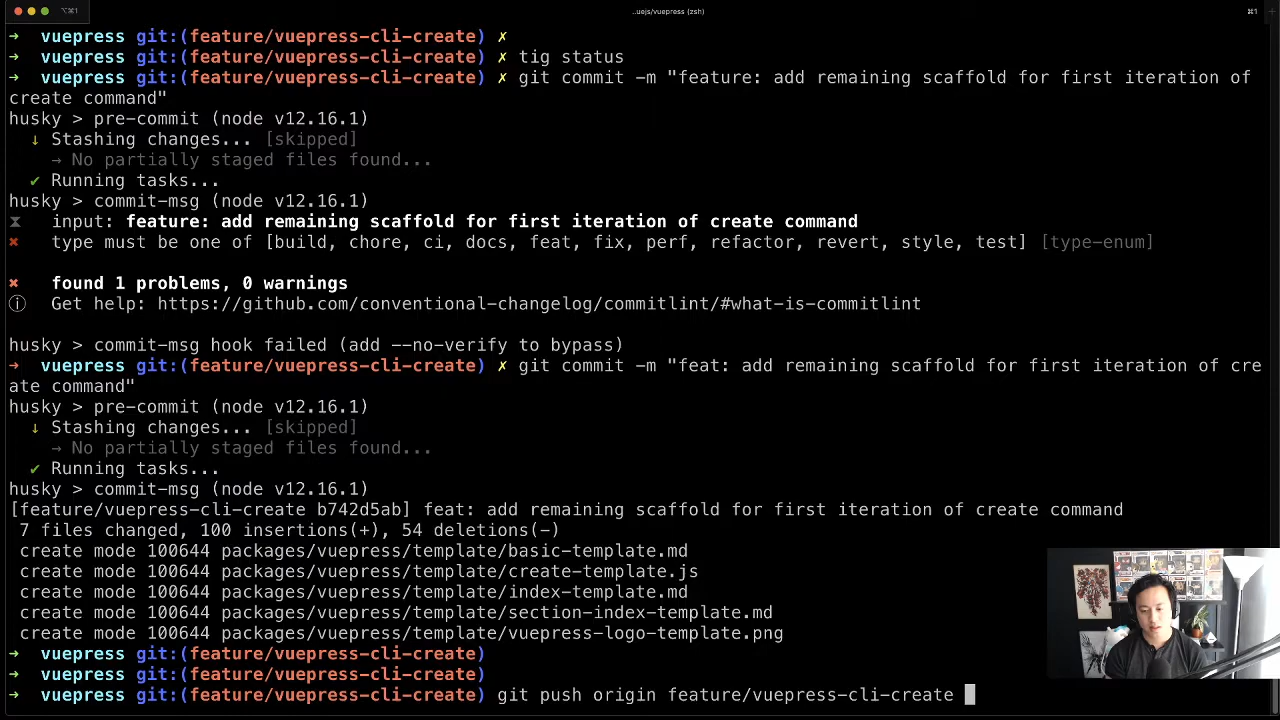 ⌥⌘1
..uejs/vuepress (zsh)
⌘1
➜ vuepress git:(feature/vuepress-cli-create) ✗
➜ vuepress git:(feature/vuepress-cli-create) ✗ tig status
➜ vuepress git:(feature/vuepress-cli-create) ✗ git commit -m "feature: add remaining scaffold for first iteration of
create command"
husky > pre-commit (node v12.16.1)
↓ Stashing changes... [skipped]
→ No partially staged files found...
✔ Running tasks...
husky > commit-msg (node v12.16.1)
⧗ input: feature: add remaining scaffold for first iteration of create command
✖ type must be one of [build, chore, ci, docs, feat, fix, perf, refactor, revert, style, test] [type-enum]
✖ found 1 problems, 0 warnings
ⓘ Get help: https://github.com/conventional-changelog/commitlint/#what-is-commitlint
husky > commit-msg hook failed (add --no-verify to bypass)
➜ vuepress git:(feature/vuepress-cli-create) ✗ git commit -m "feat: add remaining scaffold for first iteration of cre
ate command"
husky > pre-commit (node v12.16.1)
↓ Stashing changes... [skipped]
→ No partially staged files found...
✔ Running tasks...
husky > commit-msg (node v12.16.1)
[feature/vuepress-cli-create b742d5ab] feat: add remaining scaffold for first iteration of create command
7 files changed, 100 insertions(+), 54 deletions(-)
create mode 100644 packages/vuepress/template/basic-template.md
create mode 100644 packages/vuepress/template/create-template.js
create mode 100644 packages/vuepress/template/index-template.md
create mode 100644 packages/vuepress/template/section-index-template.md
create mode 100644 packages/vuepress/template/vuepress-logo-template.png
➜ vuepress git:(feature/vuepress-cli-create)
➜ vuepress git:(feature/vuepress-cli-create)
➜ vuepress git:(feature/vuepress-cli-create) git push origin feature/vuepress-cli-create